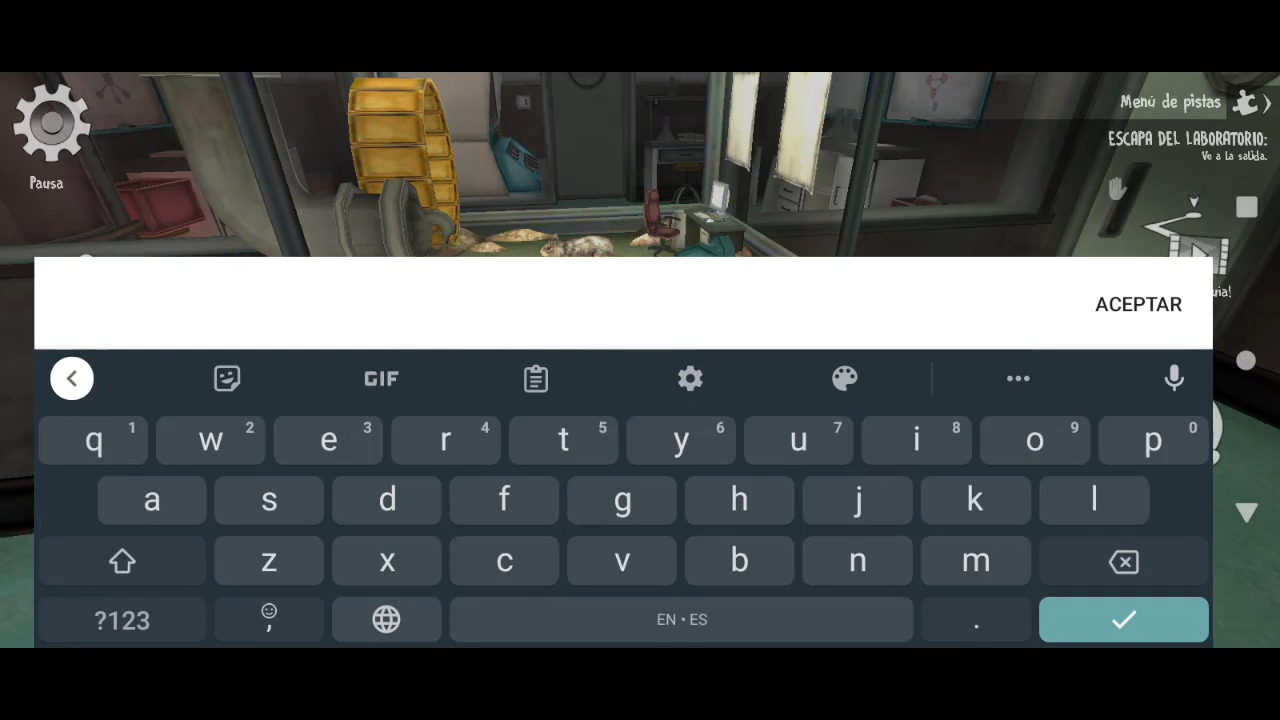 Menú de pistas
ESCAPA DEL LABORATORIO:
Ve a la salida.
Pausa
ACEPTAR
GIF
q 1 w 2 e 3 r 4 t 5 y 6 u 7 i 8 o 9 p 0
a s d f g h j k l
z x c v b n m
?123 , EN • ES .